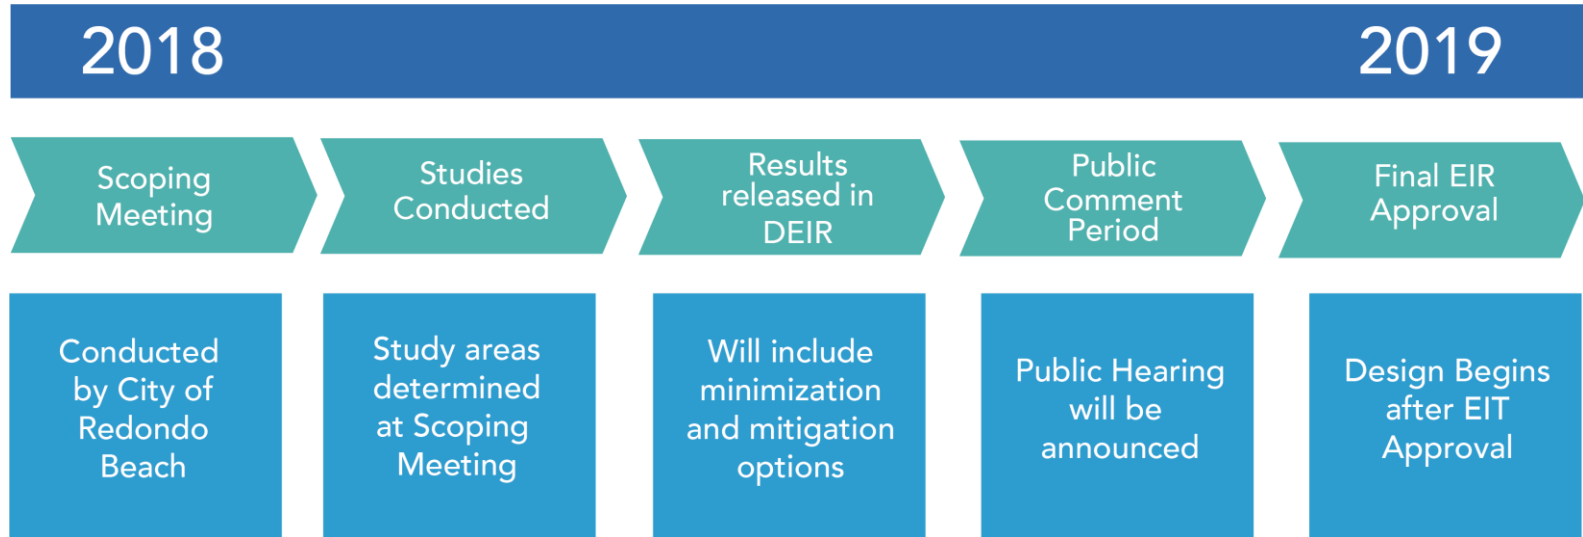 2018
2019
Scoping
Meeting
Studies
Conducted
Results
released in
DEIR
Public
Comment
Period
Final EIR
Approval
Conducted
by City of
Redondo
Beach
Study areas
determined
at Scoping
Meeting
Will include
minimization
and mitigation
options
Public Hearing
will be
announced
Design Begins
after EIT
Approval